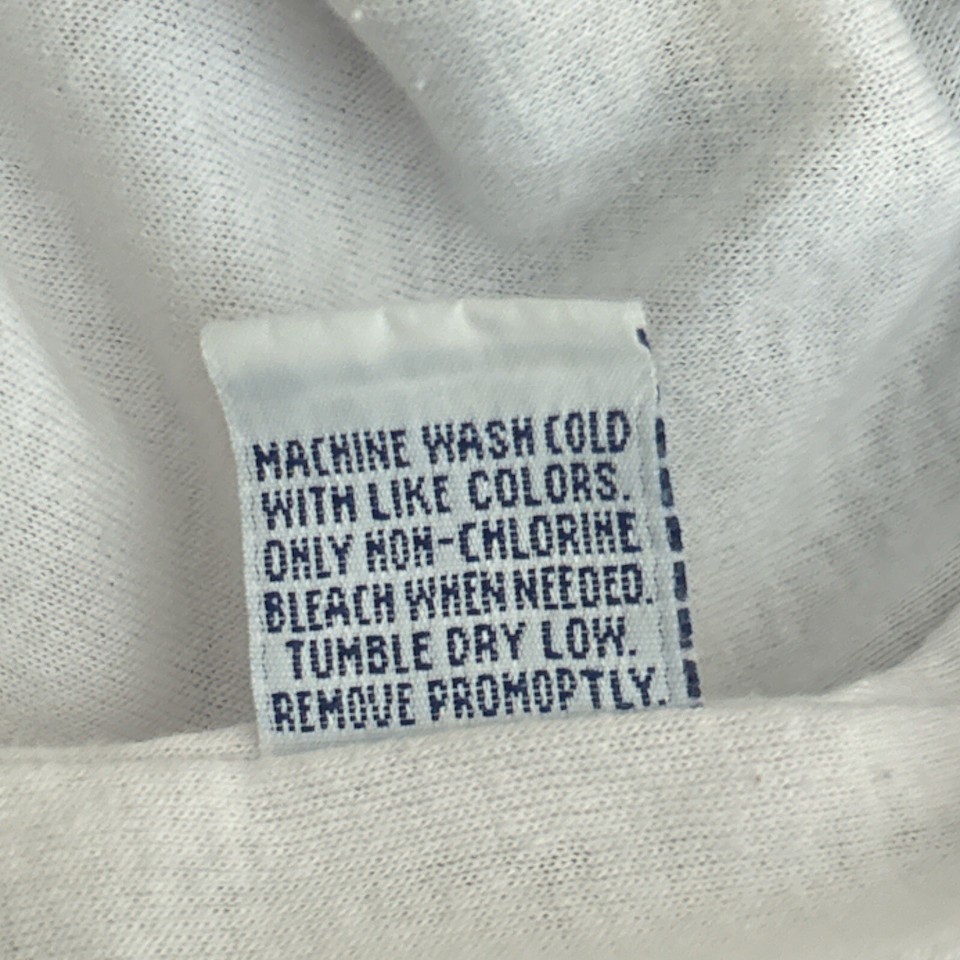 MACHINE WASH COLD
WITH LIKE COLORS.
ONLY NON-CHLORINE
BLEACH WHEN NEEDED.
TUMBLE DRY LOW.
REMOVE PROMOPTLY.